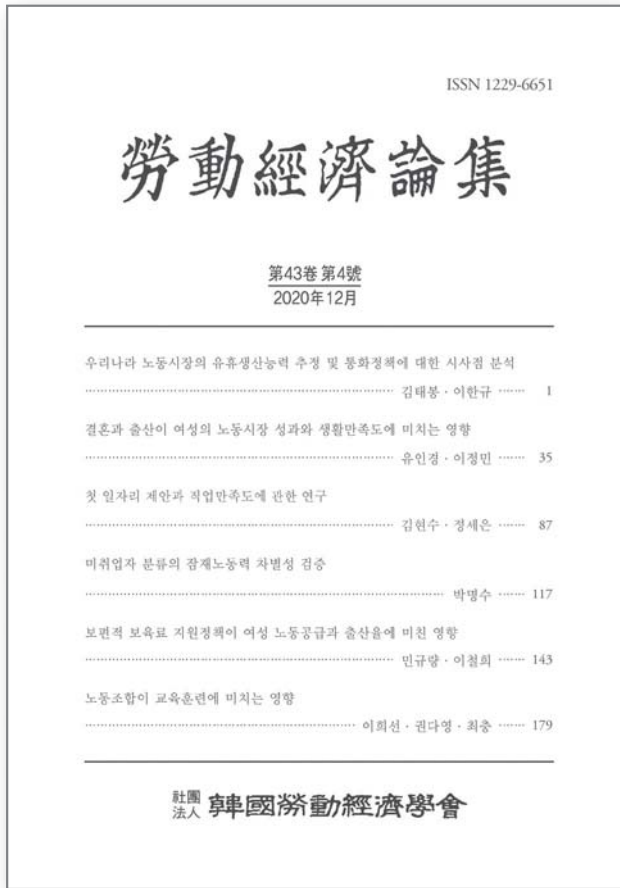 ISSN 1229-6651
勞動經濟論集
第43卷 第4號
2020年12月
우리나라 노동시장의 유휴생산능력 추정 및 통화정책에 대한 시사점 분석
김태봉·이한규 1
결혼과 출산이 여성의 노동시장 성과와 생활만족도에 미치는 영향
유인경·이정민 35
첫 일자리 제안과 직업만족도에 관한 연구
김현수·정세은 87
미취업자 분류의 잠재노동력 차별성 검증
박명수 117
보편적 보육료 지원정책이 여성 노동공급과 출산율에 미친 영향
민규량·이철희 143
노동조합이 교육훈련에 미치는 영향
이희선·권다영·최충 179
社團法人 韓國勞動經濟學會